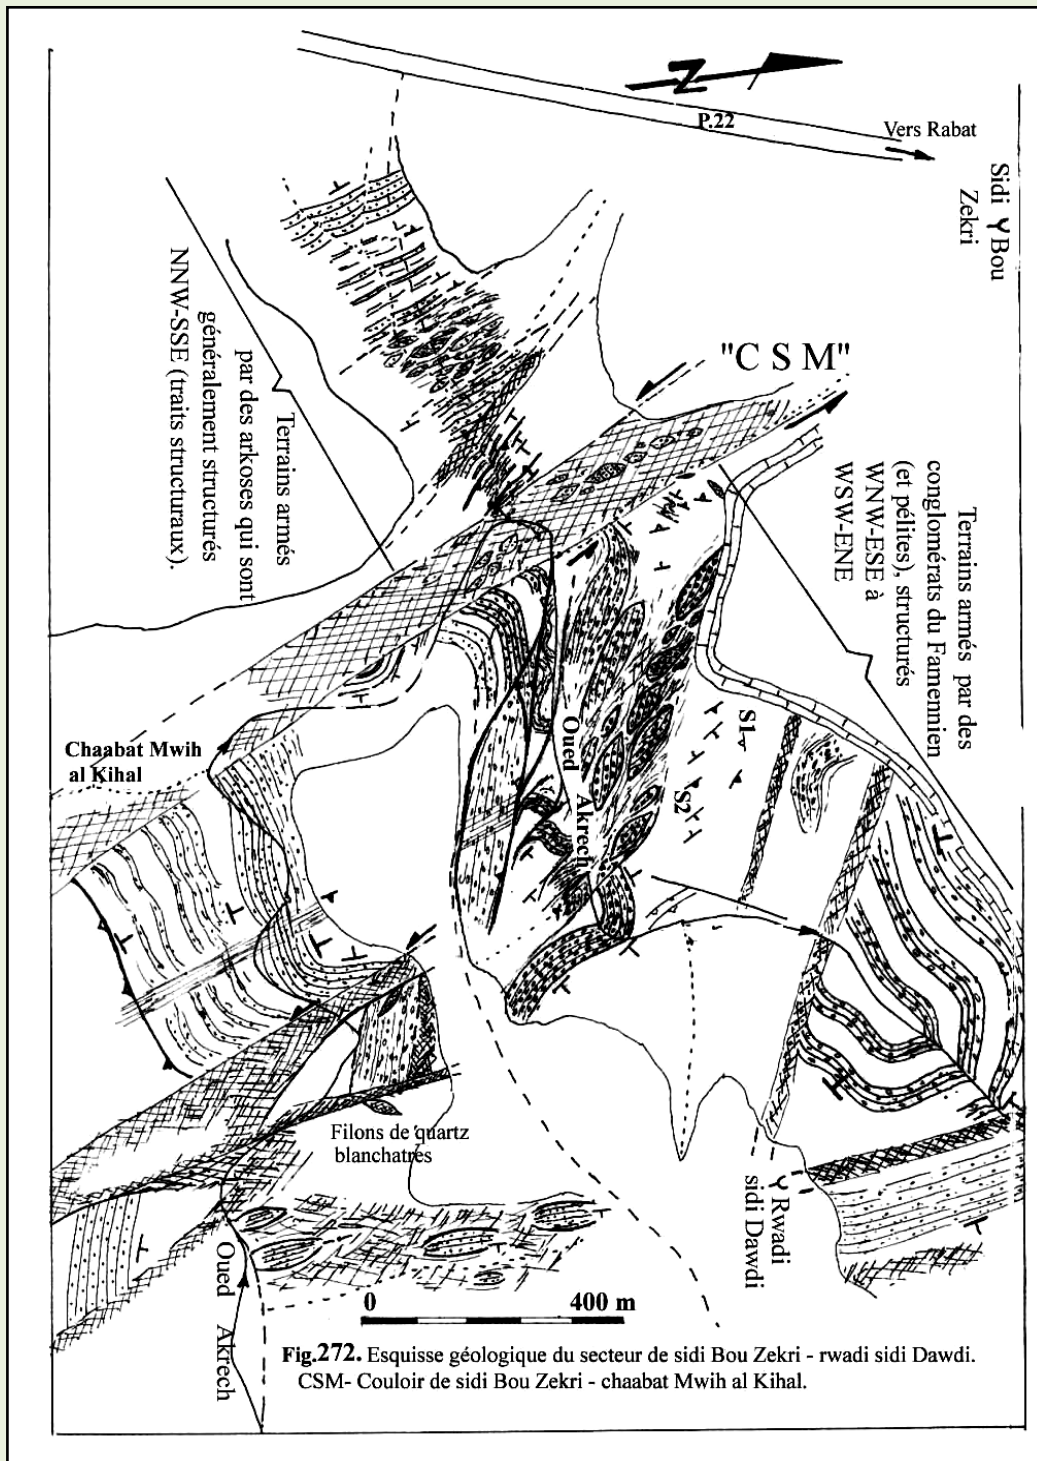 N
P.22
Vers Rabat
Sidi Bou
Zekri
"C S M"
Terrains armés
par des arkoses qui sont
généralement structurés
NNW-SSE (traits structuraux).
Terrains armés par des
conglomérats du Famennien
(et pélites), structurés
WNW-ESE à
WSW-ENE
Chaabat Mwih
al Kihal
Oued Akrech
S1
S2
Filons de quartz
blanchatres
Rwadi
sidi Dawdi
Oued Akrech
0 400 m
Fig.272. Esquisse géologique du secteur de sidi Bou Zekri - rwadi sidi Dawdi.
CSM- Couloir de sidi Bou Zekri - chaabat Mwih al Kihal.